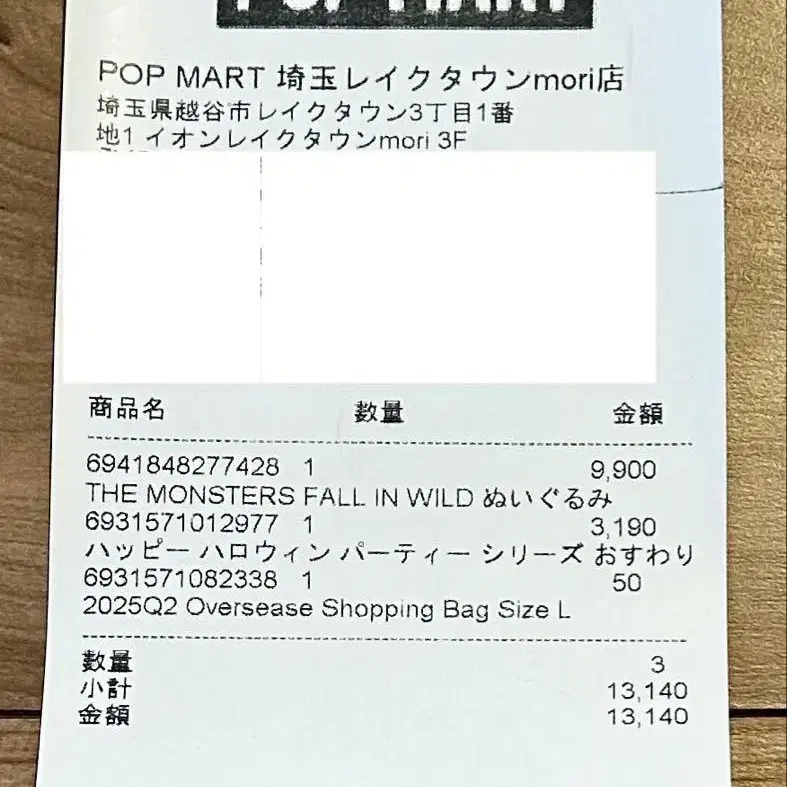 POP MART
POP MART 埼玉レイクタウンmori店
埼玉県越谷市レイクタウン3丁目1番
地1 イオンレイクタウンmori 3F
商品名 数量 金額
6941848277428 1 9,900
THE MONSTERS FALL IN WILD ぬいぐるみ
6931571012977 1 3,190
ハッピー ハロウィン パーティー シリーズ おすわり
6931571082338 1 50
2025Q2 Oversease Shopping Bag Size L
数量 3
小計 13,140
金額 13,140